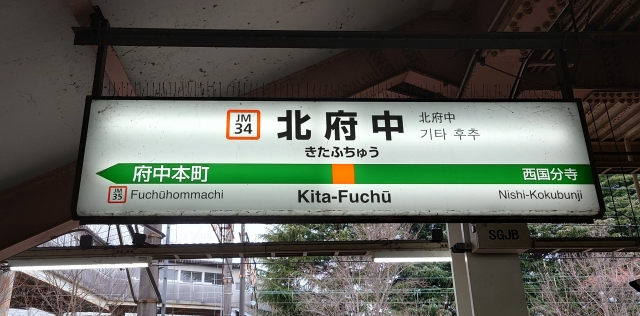 JM
34
北府中
北府中
기타 후추
きたふちゅう
府中本町
西国分寺
JM
35
Fuchūhommachi
Kita-Fuchū
Nishi-Kokubunji
SGJB